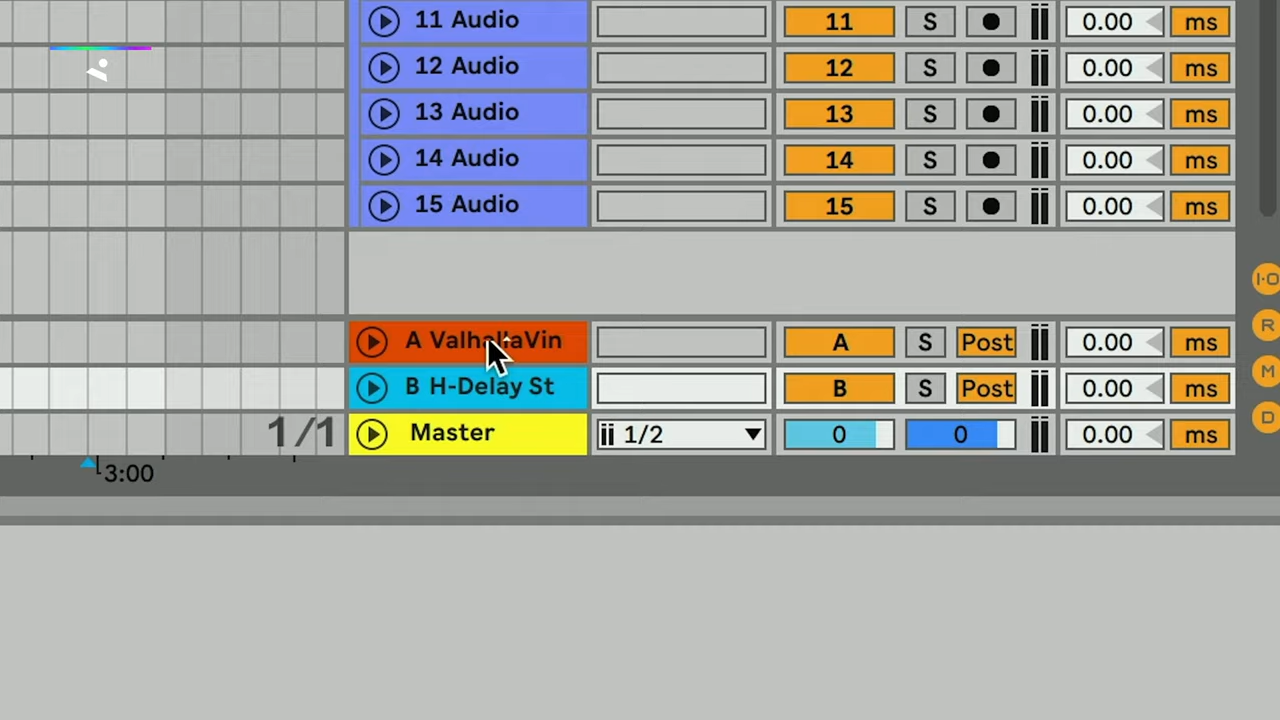 11 Audio 11 S 0.00 ms
12 Audio 12 S 0.00 ms
13 Audio 13 S 0.00 ms
14 Audio 14 S 0.00 ms
15 Audio 15 S 0.00 ms
I·O
A ValhallaVin A S Post 0.00 ms
R
B H-Delay St B S Post 0.00 ms
M
1/1 Master 1/2 0 0 0.00 ms
D
3:00